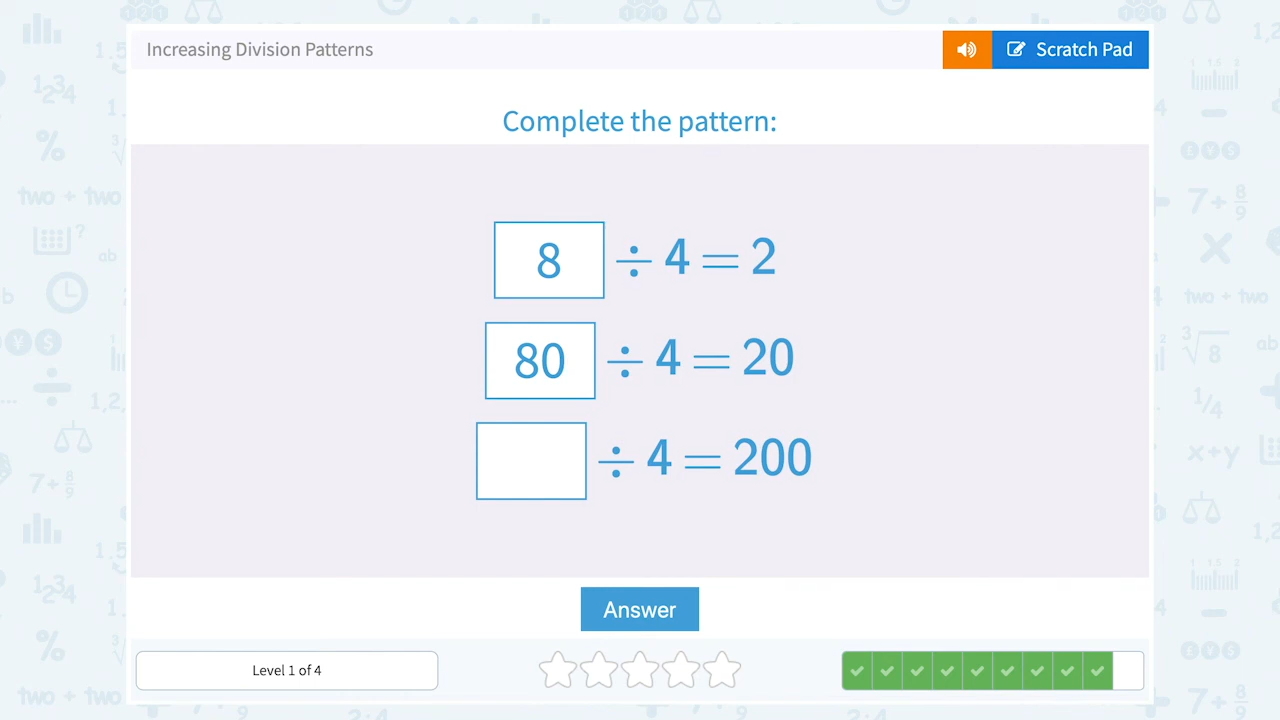 Increasing Division Patterns
Scratch Pad
Complete the pattern:
8 ÷ 4 = 2
80 ÷ 4 = 20
÷ 4 = 200
Answer
Level 1 of 4